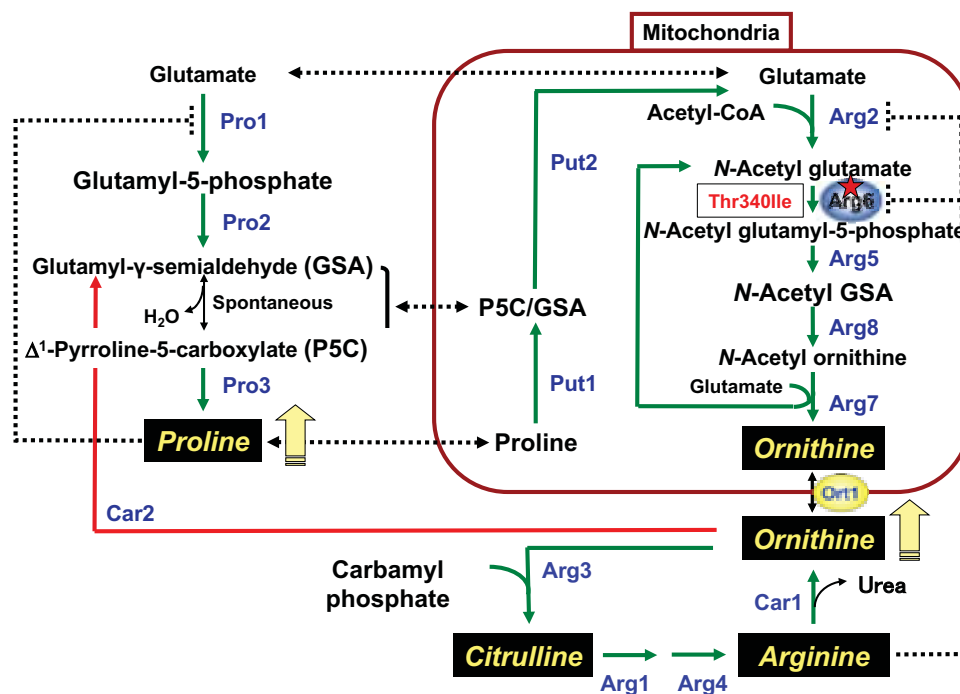 Mitochondria
Glutamate
Glutamate
Pro1
Acetyl-CoA
Arg2
Put2
Glutamyl-5-phosphate
N-Acetyl glutamate
Thr340Ile
Arg6
Pro2
N-Acetyl glutamyl-5-phosphate
Arg5
Glutamyl-γ-semialdehyde (GSA)
Spontaneous
H2O
P5C/GSA
N-Acetyl GSA
Arg8
Δ1-Pyrroline-5-carboxylate (P5C)
N-Acetyl ornithine
Pro3
Put1
Glutamate
Arg7
Proline
Proline
Ornithine
Ort1
Car2
Ornithine
Carbamyl
phosphate
Arg3
Car1
Urea
Citrulline
Arg1
Arg4
Arginine